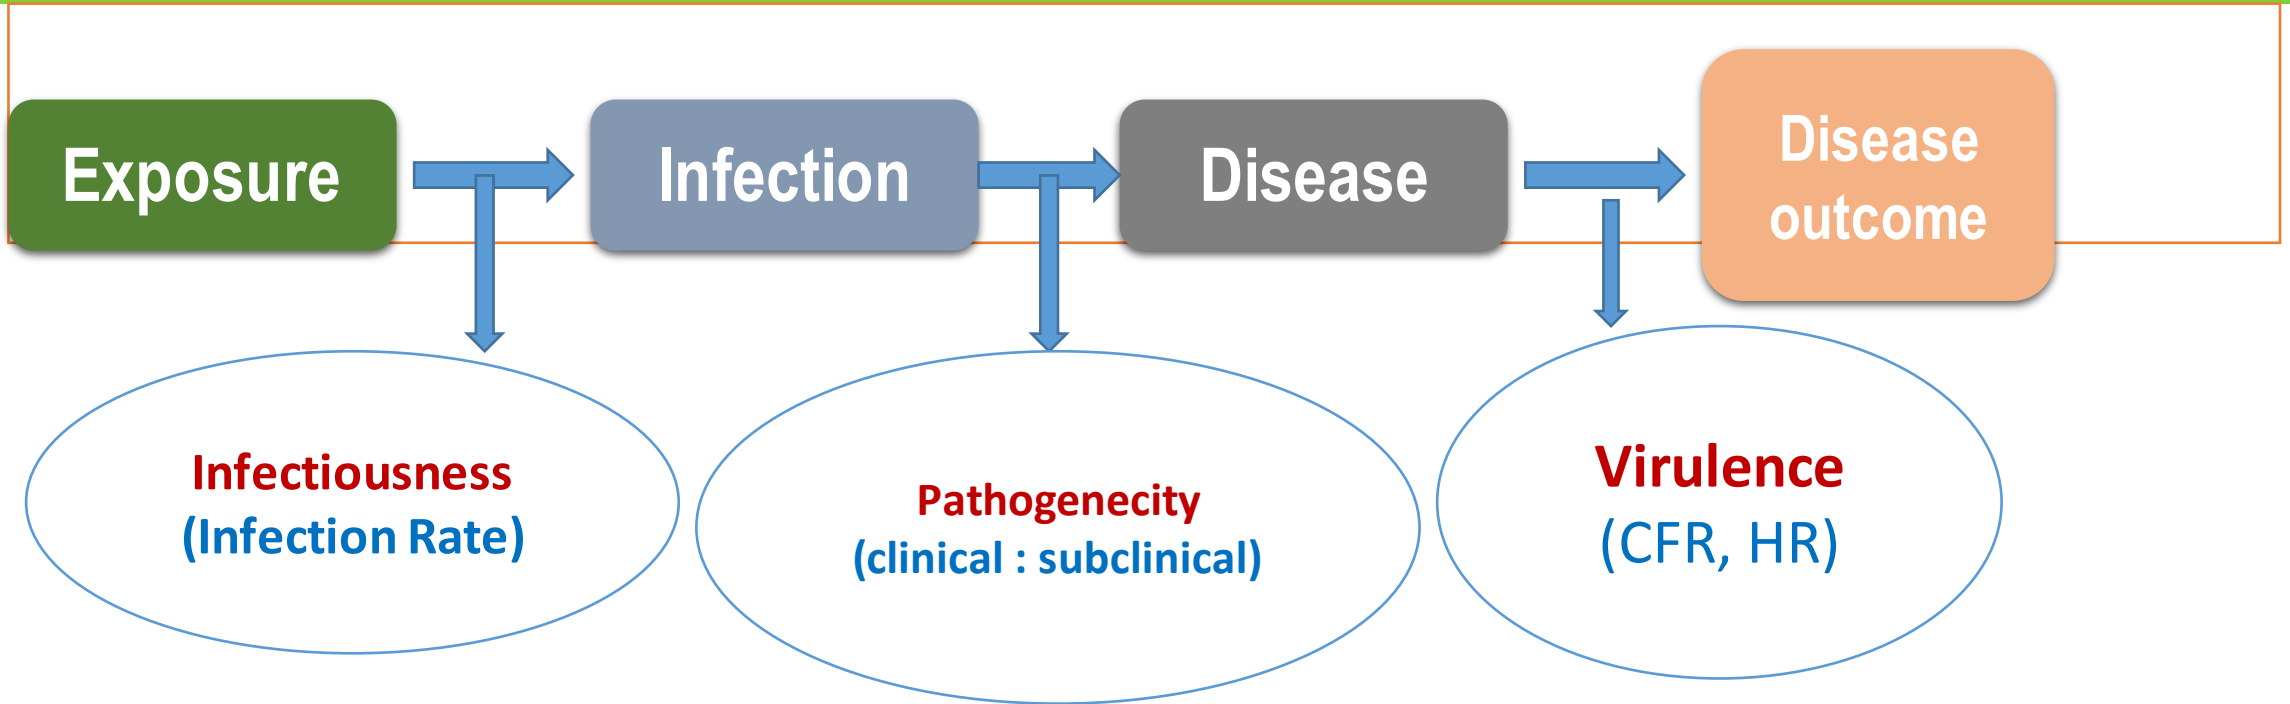 Exposure
Infection
Disease
Disease
outcome
Infectiousness
(Infection Rate)
Pathogenecity
(clinical : subclinical)
Virulence
(CFR, HR)